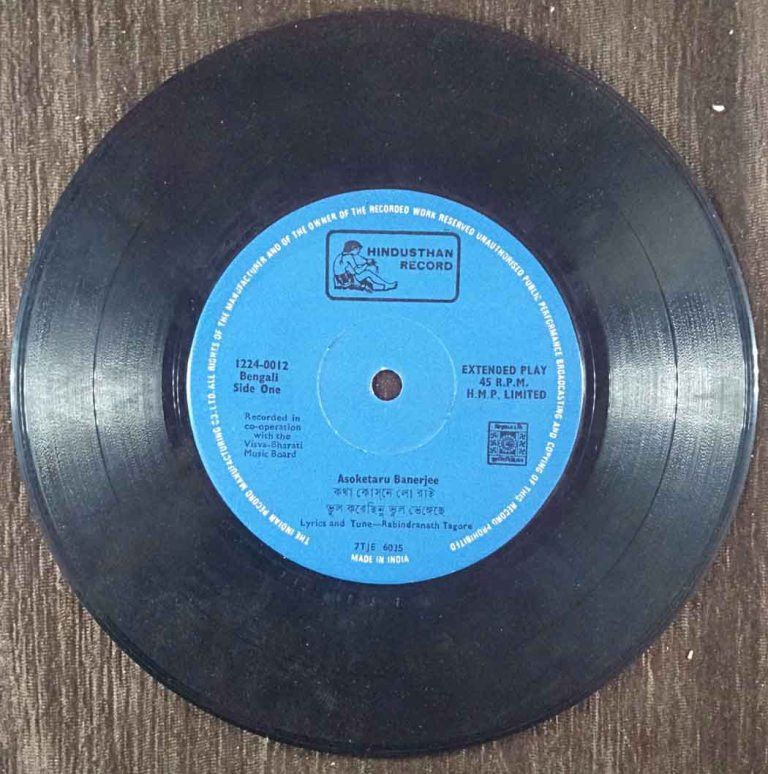 THE INDIAN RECORD MANUFACTURING CO. LTD. ALL RIGHTS OF THE MANUFACTURER AND OF THE OWNER OF THE RECORDED WORK RESERVED UNAUTHORISED PUBLIC PERFORMANCE BROADCASTING AND COPYING OF THIS RECORD PROHIBITED
HINDUSTHAN
RECORD
1224-0012
Bengali
Side One
EXTENDED PLAY
45 R.P.M.
H.M.P. LIMITED
Recorded in
co-operation
with the
Visva-Bharati
Music Board
Asoketaru Banerjee
কথা কোস্‌নে লো রাই
ভুল করেছিনু ভুল ভেঙ্গেছে
Lyrics and Tune—Rabindranath Tagore
7TJE 6035
MADE IN INDIA